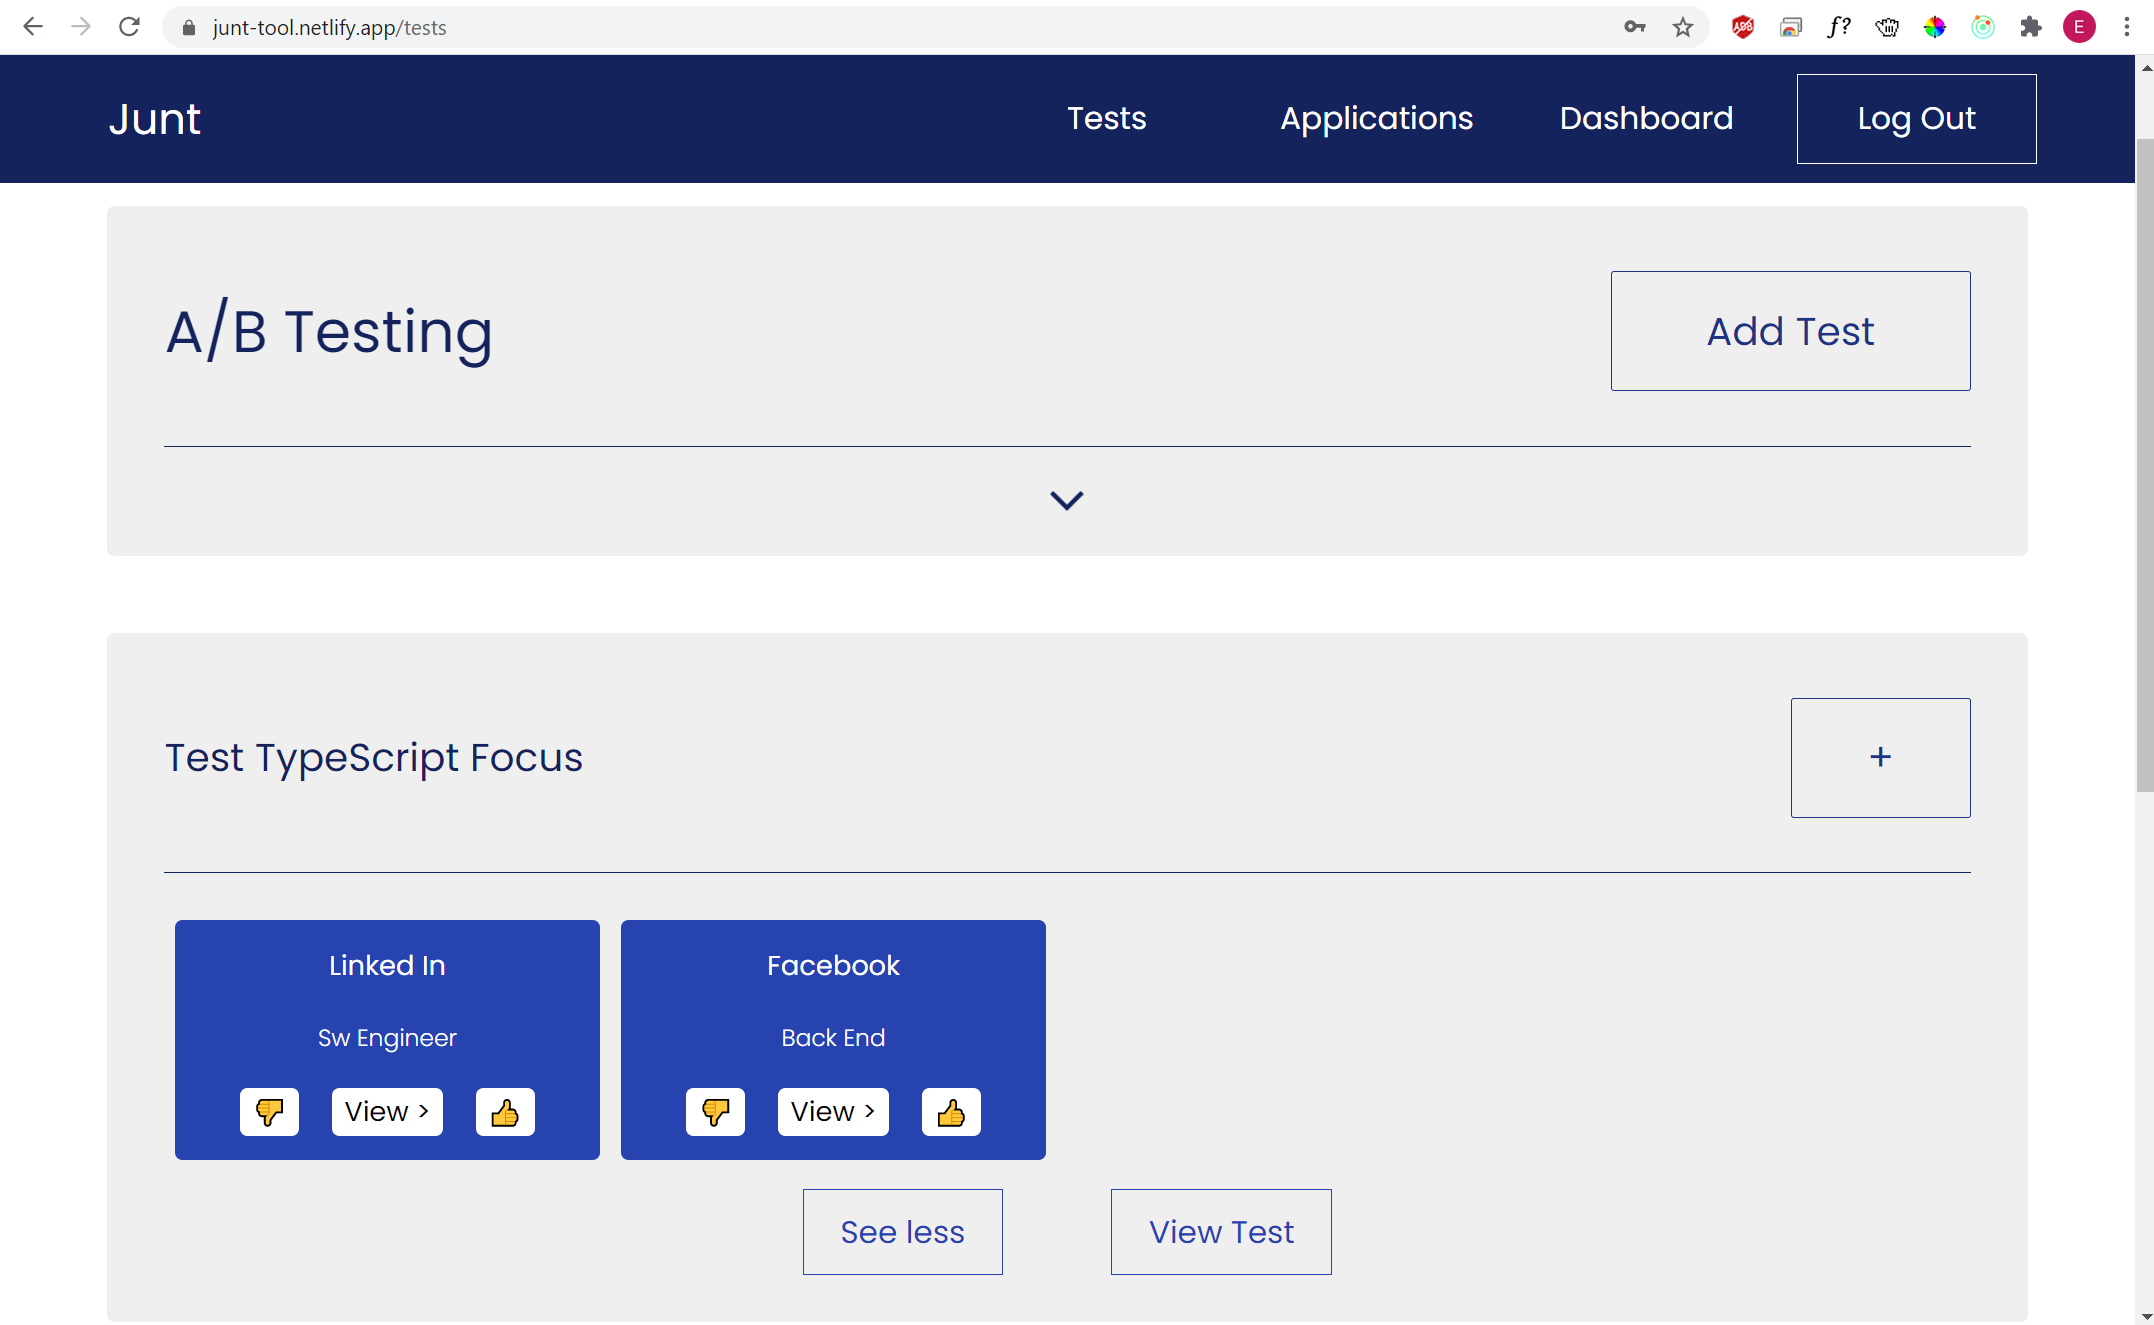 junt-tool.netlify.app/tests
ABP
f?
E
Junt
Tests
Applications
Dashboard
Log Out
A/B Testing
Add Test
Test TypeScript Focus
+
Linked In
Facebook
Sw Engineer
Back End
View >
View >
See less
View Test